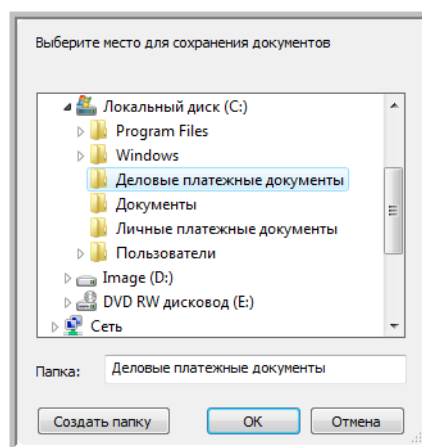 Выберите место для сохранения документов
Локальный диск (C:)
Program Files
Windows
Деловые платежные документы
Документы
Личные платежные документы
Пользователи
Image (D:)
DVD RW дисковод (E:)
Сеть
Папка: Деловые платежные документы
Создать папку OK Отмена